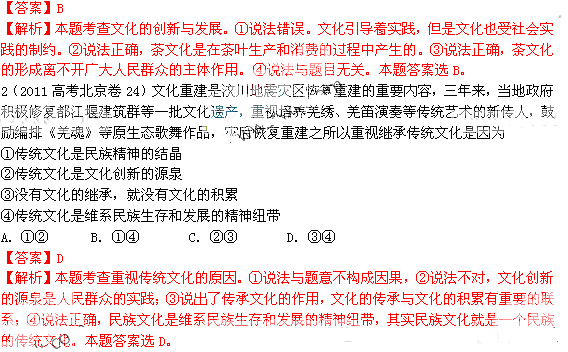 【答案】B
【解析】本题考查文化的创新与发展。①说法错误。文化引导着实践，但是文化也受社会实
践的制约。②说法正确，茶文化是在茶叶生产和消费的过程中产生的。③说法正确，茶文化
的形成离不开广大人民群众的主体作用。④说法与题目无关。本题答案选 B。
2（2011高考北京卷 24）文化重建是汶川地震灾区恢复重建的重要内容，三年来，当地政府
积极修复都江堰建筑群等一批文化遗产，重视培养羌绣、羌笛演奏等传统艺术的新传人，鼓
励编排《羌魂》等原生态歌舞作品，灾后恢复重建之所以重视继承传统文化是因为
①传统文化是民族精神的结晶
②传统文化是文化创新的源泉
③没有文化的继承，就没有文化的积累
④传统文化是维系民族生存和发展的精神纽带
A. ①② B. ①④ C. ②③ D. ③④
【答案】D
【解析】本题考查重视传统文化的原因。①说法与题意不构成因果，②说法不对，文化创新
的源泉是人民群众的实践；③说出了传承文化的作用，文化的传承与文化的积累有重要的联
系；④说法正确，民族文化是维系民族生存和发展的精神纽带，其实民族文化就是一个民族
的传统文化。本题答案选 D。